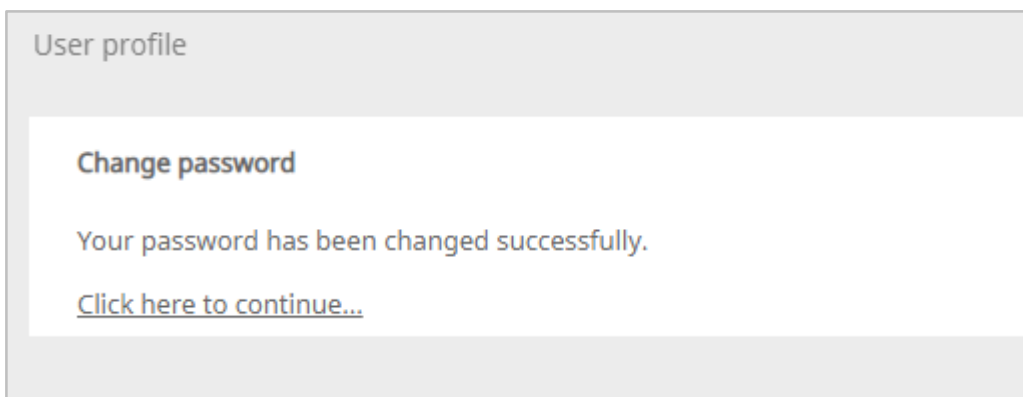 User profile
Change password
Your password has been changed successfully.
Click here to continue...